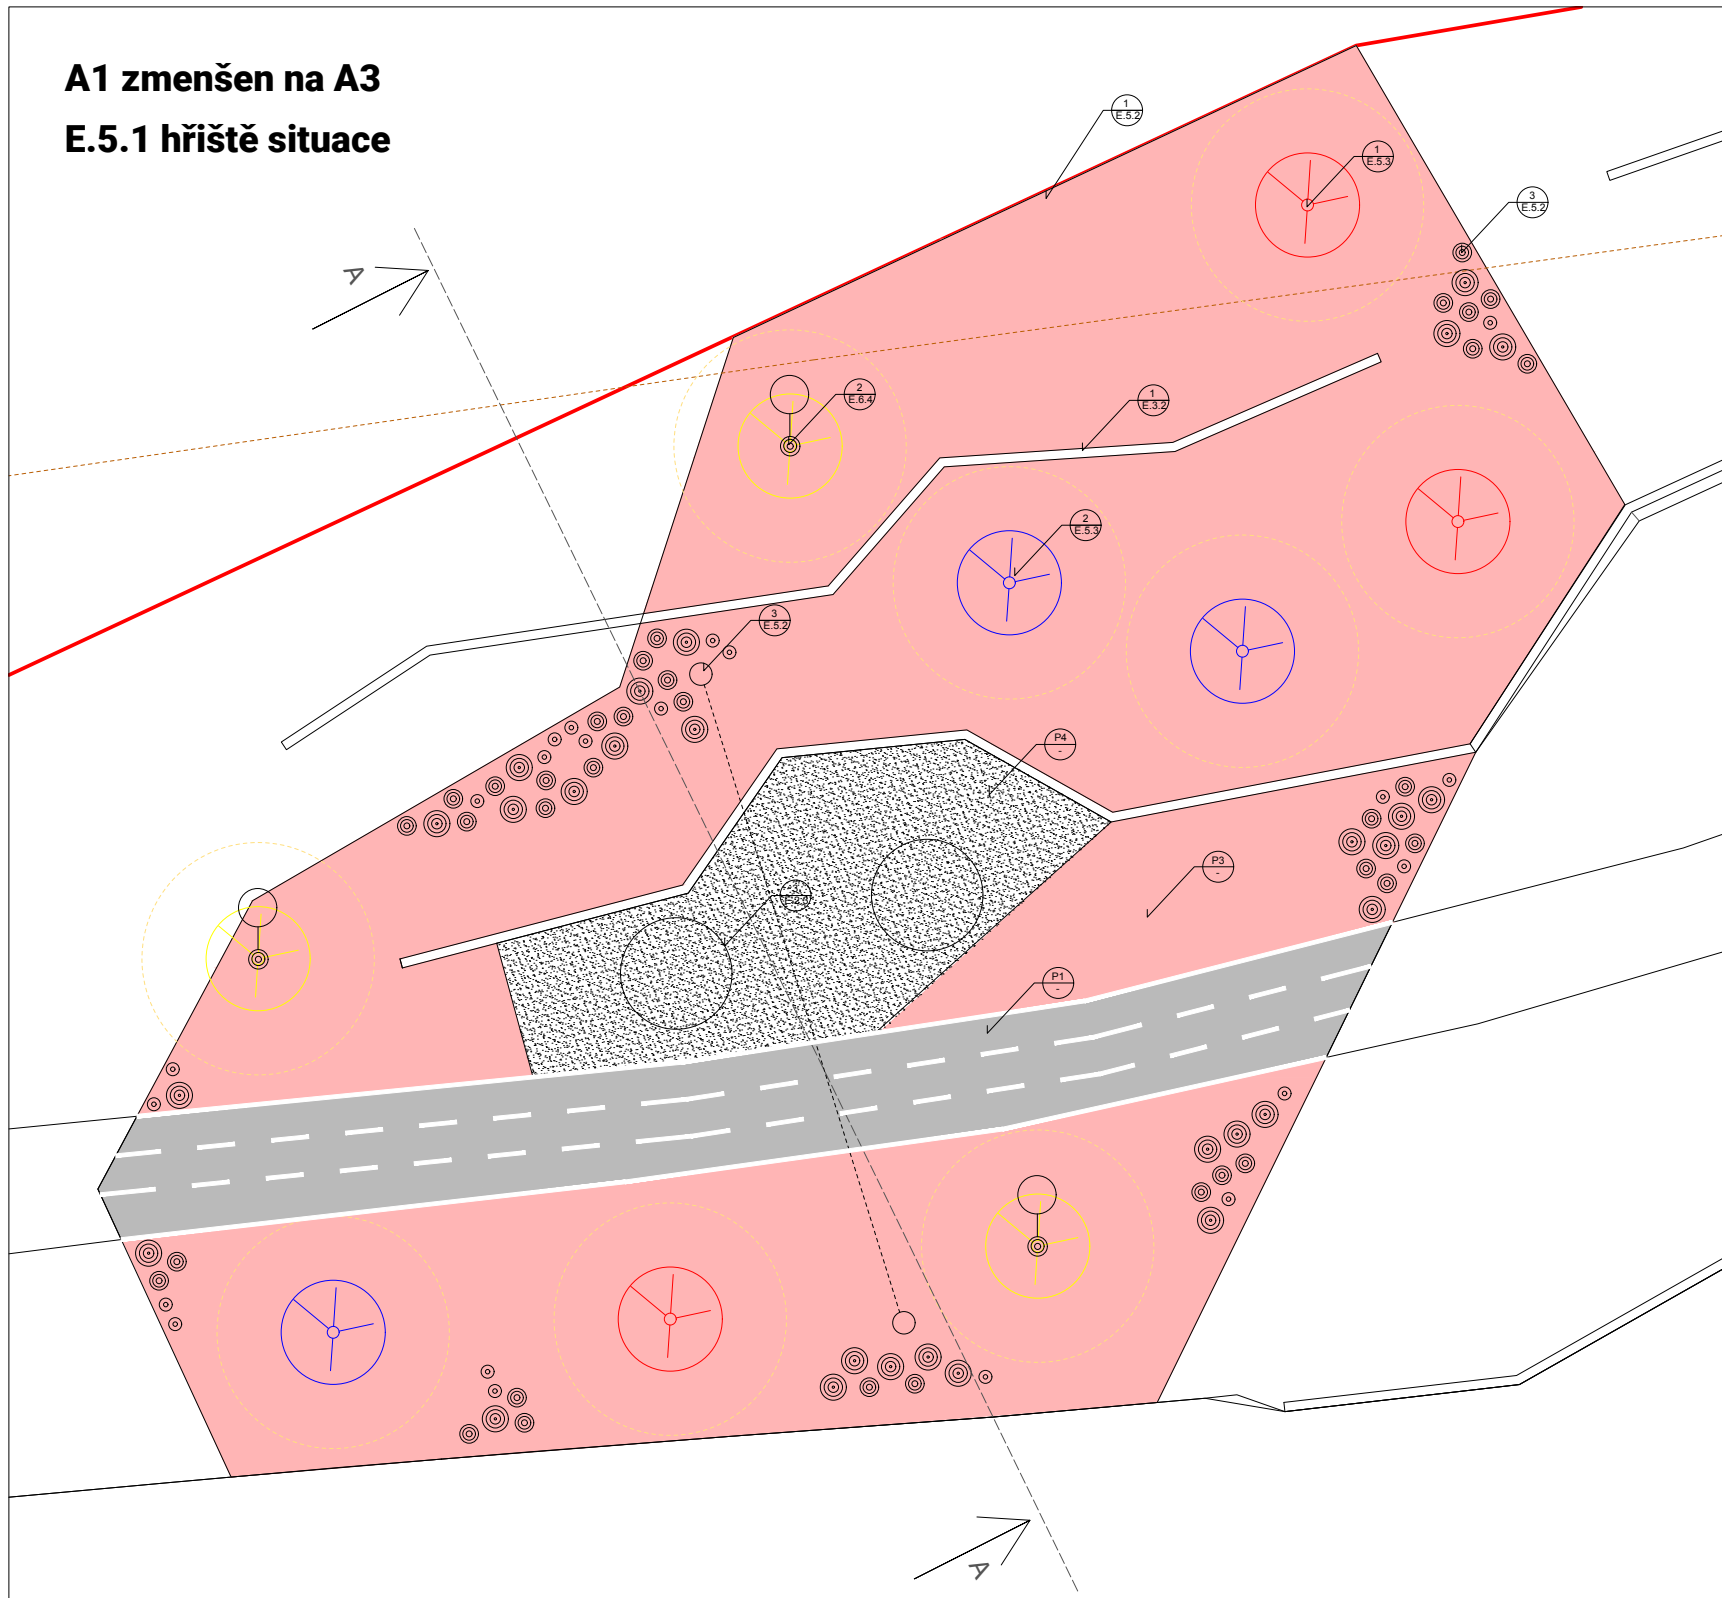 A1 zmenšen na A3
E.5.1 hřiště situace
1
E.5.2
1
E.5.3
3
E.5.2
A
2
E.6.4
1
E.3.2
2
E.5.3
3
E.5.2
P4
-
P3
-
P1
-
A